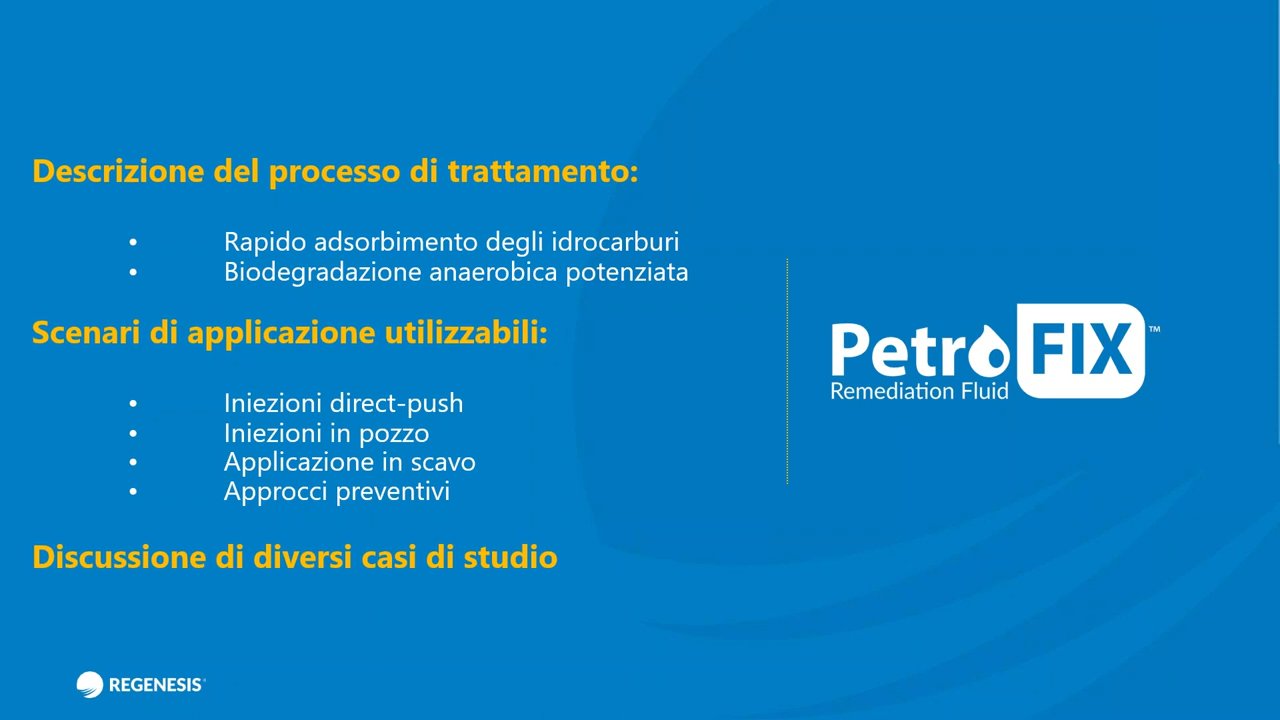 Descrizione del processo di trattamento:
• Rapido adsorbimento degli idrocarburi
• Biodegradazione anaerobica potenziata
Scenari di applicazione utilizzabili:
• Iniezioni direct-push
• Iniezioni in pozzo
• Applicazione in scavo
• Approcci preventivi
Discussione di diversi casi di studio
PetroFIX™
Remediation Fluid
REGENESIS®